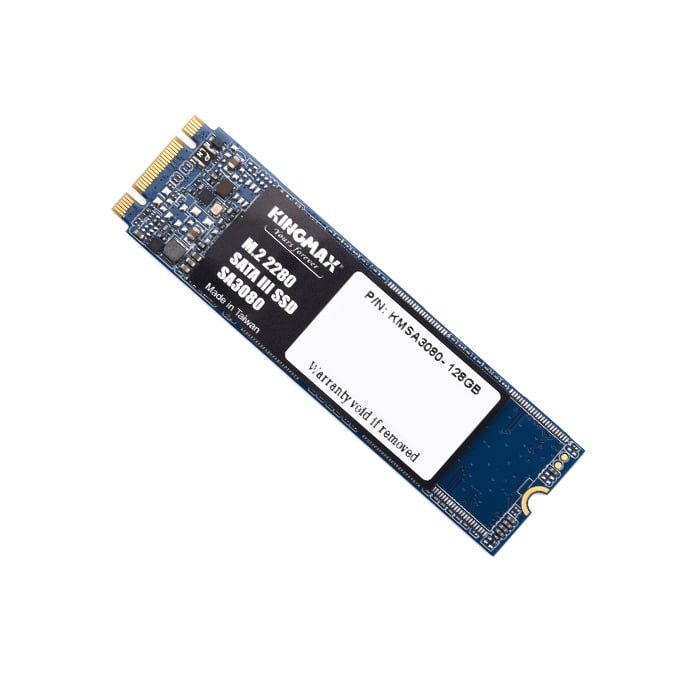 KINGMAX
Yours forever
M.2 2280
SATA III SSD
SA3080
Made in Taiwan
P/N: KMSA3080- 128GB
Warranty void if removed